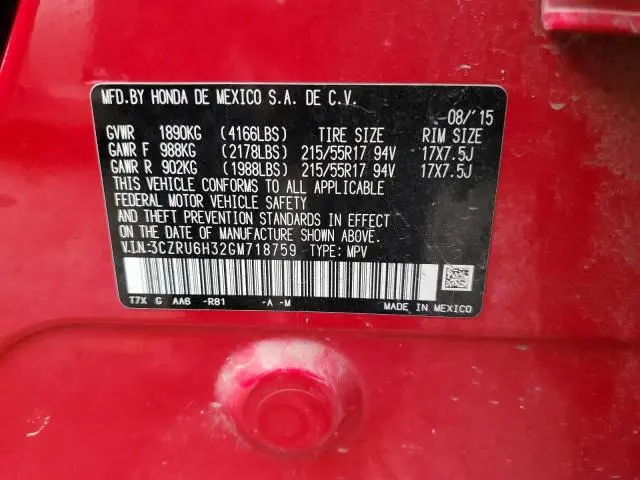 MFD.BY HONDA DE MEXICO S.A. DE C.V.
08/'15
GVWR 1890KG (4166LBS) TIRE SIZE RIM SIZE
GAWR F 988KG (2178LBS) 215/55R17 94V 17X7.5J
GAWR R 902KG (1988LBS) 215/55R17 94V 17X7.5J
THIS VEHICLE CONFORMS TO ALL APPLICABLE
FEDERAL MOTOR VEHICLE SAFETY
AND THEFT PREVENTION STANDARDS IN EFFECT
ON THE DATE OF MANUFACTURE SHOWN ABOVE.
V.I.N:3CZRU6H32GM718759 TYPE: MPV
T7X G AA6 -R81 -A -M MADE IN MEXICO